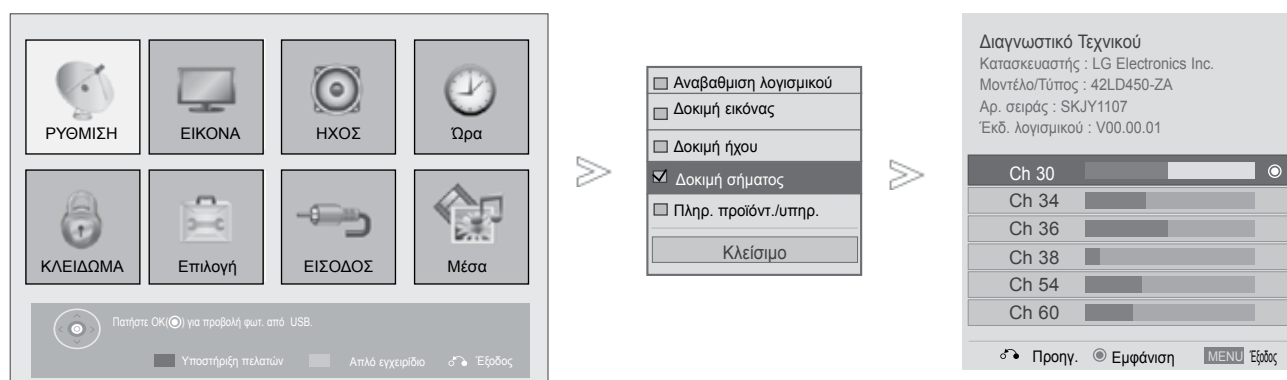 ΡΥΘΜΙΣΗ
ΕΙΚΟΝΑ
ΗΧΟΣ
Ώρα
ΚΛΕΙΔΩΜΑ
Επιλογή
ΕΙΣΟΔΟΣ
Μέσα
Πατήστε OK(◉) για προβολή φωτ. από USB.
Υποστήριξη πελατών
Απλό εγχειρίδιο
Έξοδος
Αναβαθμιση λογισμικού
Δοκιμή εικόνας
Δοκιμή ήχου
Δοκιμή σήματος
Πληρ. προϊόντ./υπηρ.
Κλείσιμο
Διαγνωστικό Τεχνικού
Κατασκευαστής : LG Electronics Inc.
Μοντέλο/Τύπος : 42LD450-ZA
Αρ. σειράς : SKJY1107
Έκδ. λογισμικού : V00.00.01
Ch 30
Ch 34
Ch 36
Ch 38
Ch 54
Ch 60
Προηγ. ◉ Εμφάνιση MENU Έξοδος